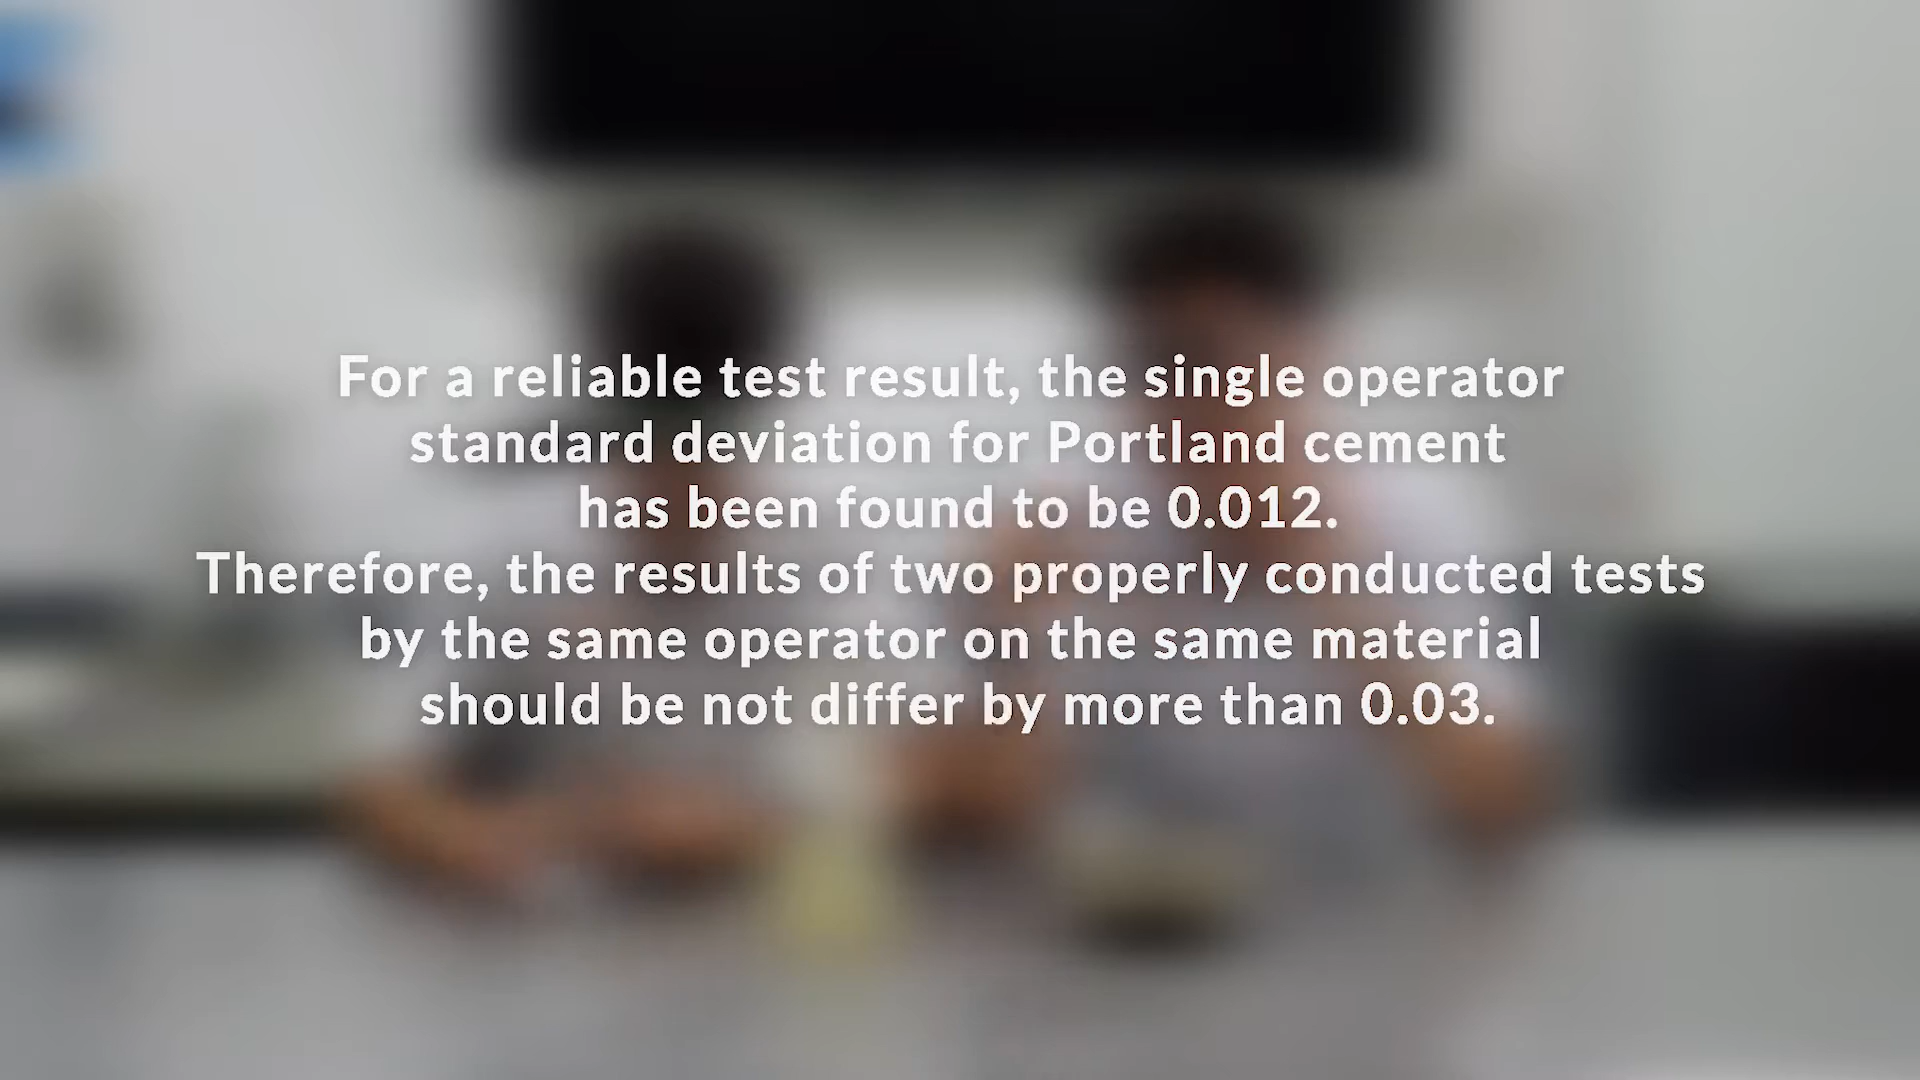 For a reliable test result, the single operator
standard deviation for Portland cement
has been found to be 0.012.
Therefore, the results of two properly conducted tests
by the same operator on the same material
should be not differ by more than 0.03.